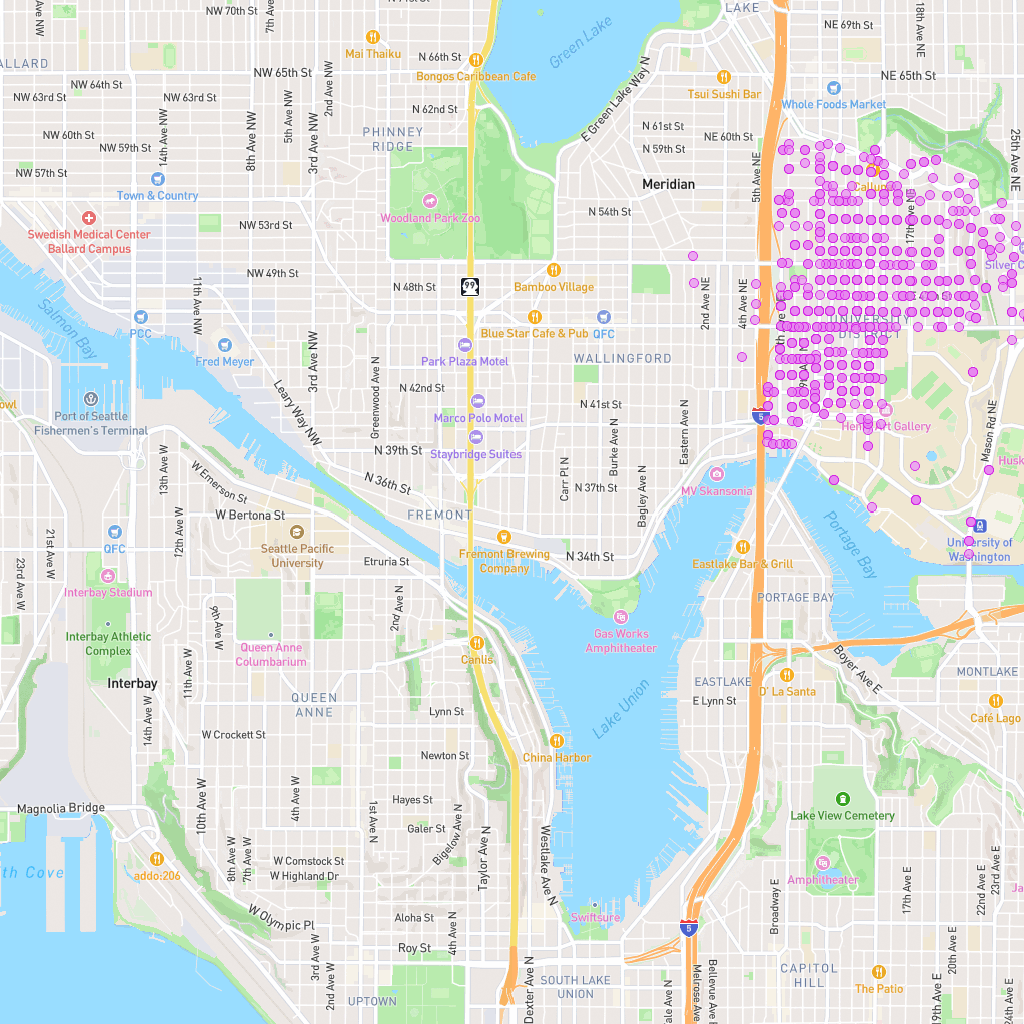 NW 70th St
N 71st St
LAKE
NE 69th St
18th Ave NE
7th Ave NW
Green Lake
Mai Thaiku
N 66th St
Bongos Caribbean Cafe
NW 65th St
NE 65th St
Tsui Sushi Bar
Whole Foods Market
NW 64th St
NW 63rd St
NW 63rd St
N 62nd St
2nd Ave NW
5th Ave NW
E Green Lake Way N
N 61st St
NE 60th St
N 59th St
NW 60th St
NW 59th St
NW 57th St
14th Ave NW
8th Ave NW
3rd Ave NW
PHINNEY
RIDGE
25th Ave NE
5th Ave NE
Town & Country
Meridian
Woodland Park Zoo
N 54th St
NW 53rd St
17th Ave NE
Swedish Medical Center
Ballard Campus
NW 49th St
N 48th St
99
Bamboo Village
11th Ave NW
2nd Ave NE
4th Ave NE
Salmon Bay
PCC
Blue Star Cafe & Pub
QFC
UNIVERSITY
DISTRICT
Fred Meyer
Park Plaza Motel
WALLINGFORD
3rd Ave NW
Greenwood Ave N
N 42nd St
N 41st St
Marco Polo Motel
Port of Seattle
Fishermen's Terminal
Leary Way NW
Staybridge Suites
N 39th St
Eastern Ave N
Burke Ave N
5
Henry Art Gallery
Mason Rd NE
13th Ave W
W Emerson St
N 36th St
Carr Pl N
N 37th St
Bagley Ave N
MV Skansonia
W Bertona St
FREMONT
Portage Bay
University of
Washington
21st Ave W
23rd Ave W
QFC
12th Ave W
Seattle Pacific
University
Fremont Brewing
Company
N 34th St
Etruria St
Eastlake Bar & Grill
Interbay Stadium
2nd Ave N
PORTAGE BAY
9th Ave W
Gas Works
Amphitheater
Interbay Athletic
Complex
Queen Anne
Columbarium
Canlis
Boyer Ave E
11th Ave W
Interbay
EASTLAKE
D' La Santa
MONTLAKE
QUEEN
ANNE
E Lynn St
Lake Union
14th Ave W
Lynn St
Café Lago
W Crockett St
Newton St
China Harbor
Magnolia Bridge
10th Ave W
4th Ave W
1st Ave N
Hayes St
Lake View Cemetery
Galer St
Bigelow Ave N
8th Ave W
7th Ave W
Taylor Ave N
Westlake Ave N
addo:206
W Comstock St
W Highland Dr
Amphitheater
Broadway E
17th Ave E
22nd Ave E
23rd Ave E
W Olympic Pl
Aloha St
4th Ave N
Swiftsure
5
Roy St
3rd Ave W
2nd Ave W
UPTOWN
Dexter Ave N
SOUTH LAKE
UNION
Melrose Ave
Bellevue Ave
CAPITOL
HILL
The Patio
19th Ave E
20th Ave E
24th Ave E